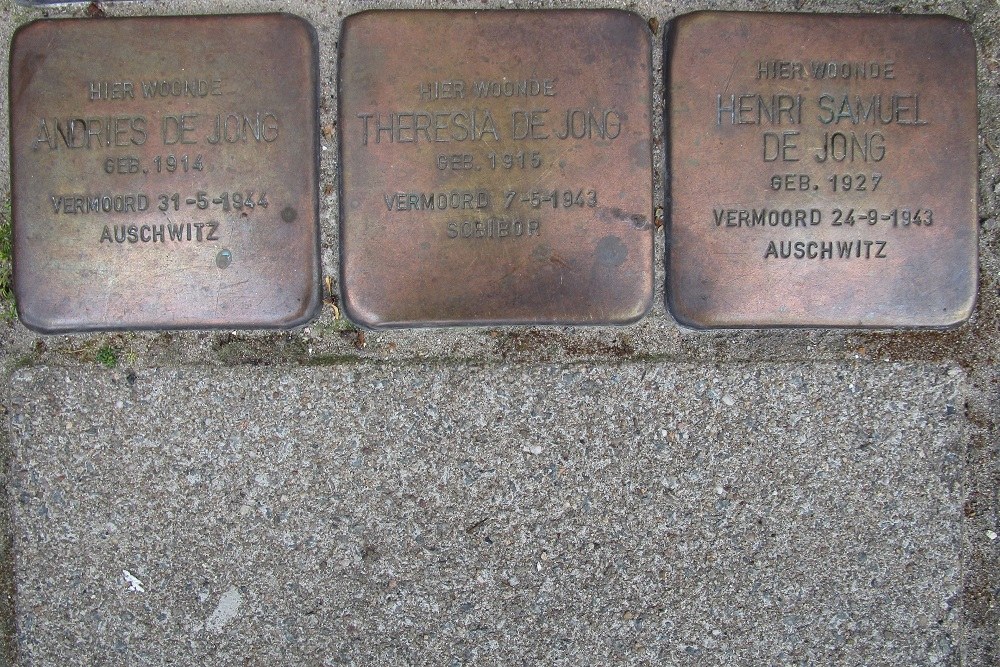 HIER WOONDE
ANDRIES DE JONG
GEB. 1914
VERMOORD 31-5-1944
AUSCHWITZ
HIER WOONDE
THERESIA DE JONG
GEB. 1915
VERMOORD 7-5-1943
SOBIBOR
HIER WOONDE
HENRI SAMUEL
DE JONG
GEB. 1927
VERMOORD 24-9-1943
AUSCHWITZ